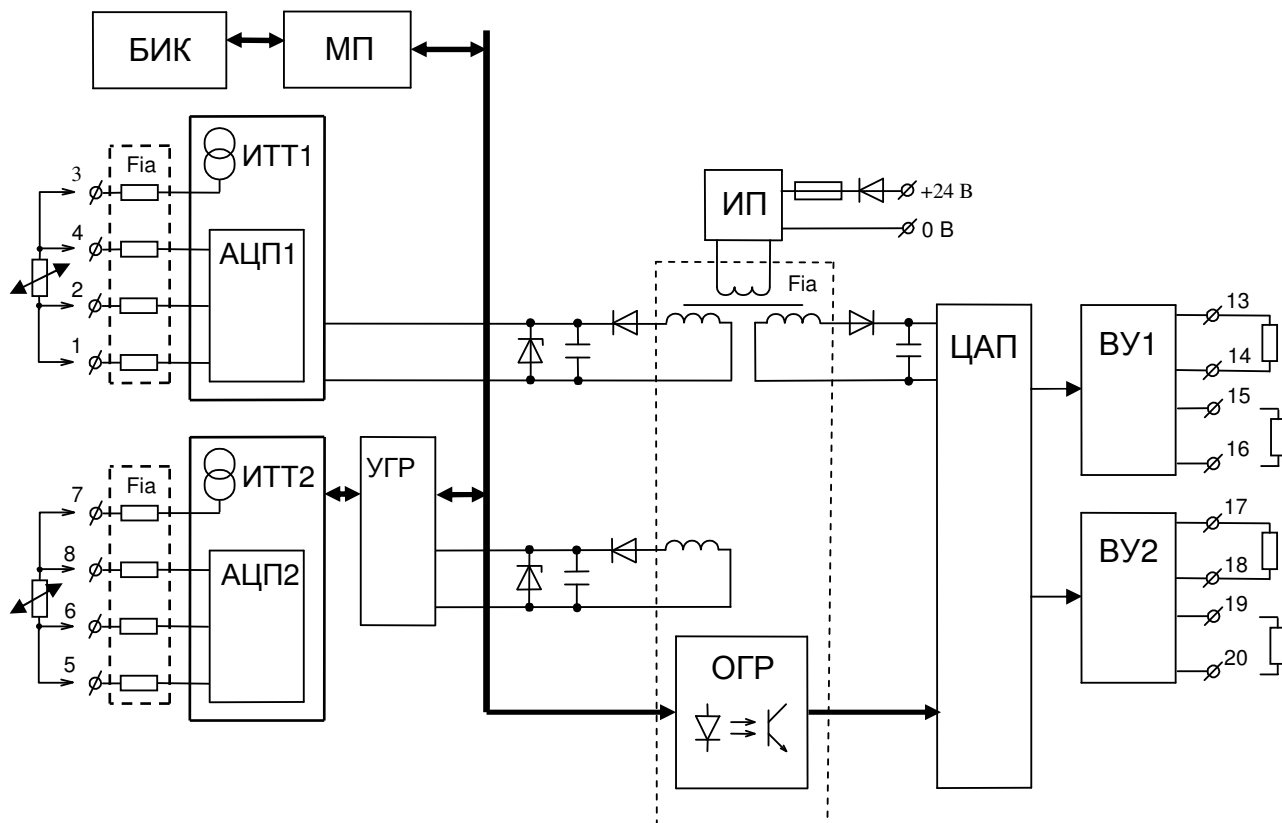 БИК
МП
Fia
ИТТ1
3
4
АЦП1
2
1
ИП
+24 В
0 В
Fia
ЦАП
ВУ1
13
14
15
16
Fia
ИТТ2
УГР
7
8
АЦП2
6
5
ОГР
ВУ2
17
18
19
20